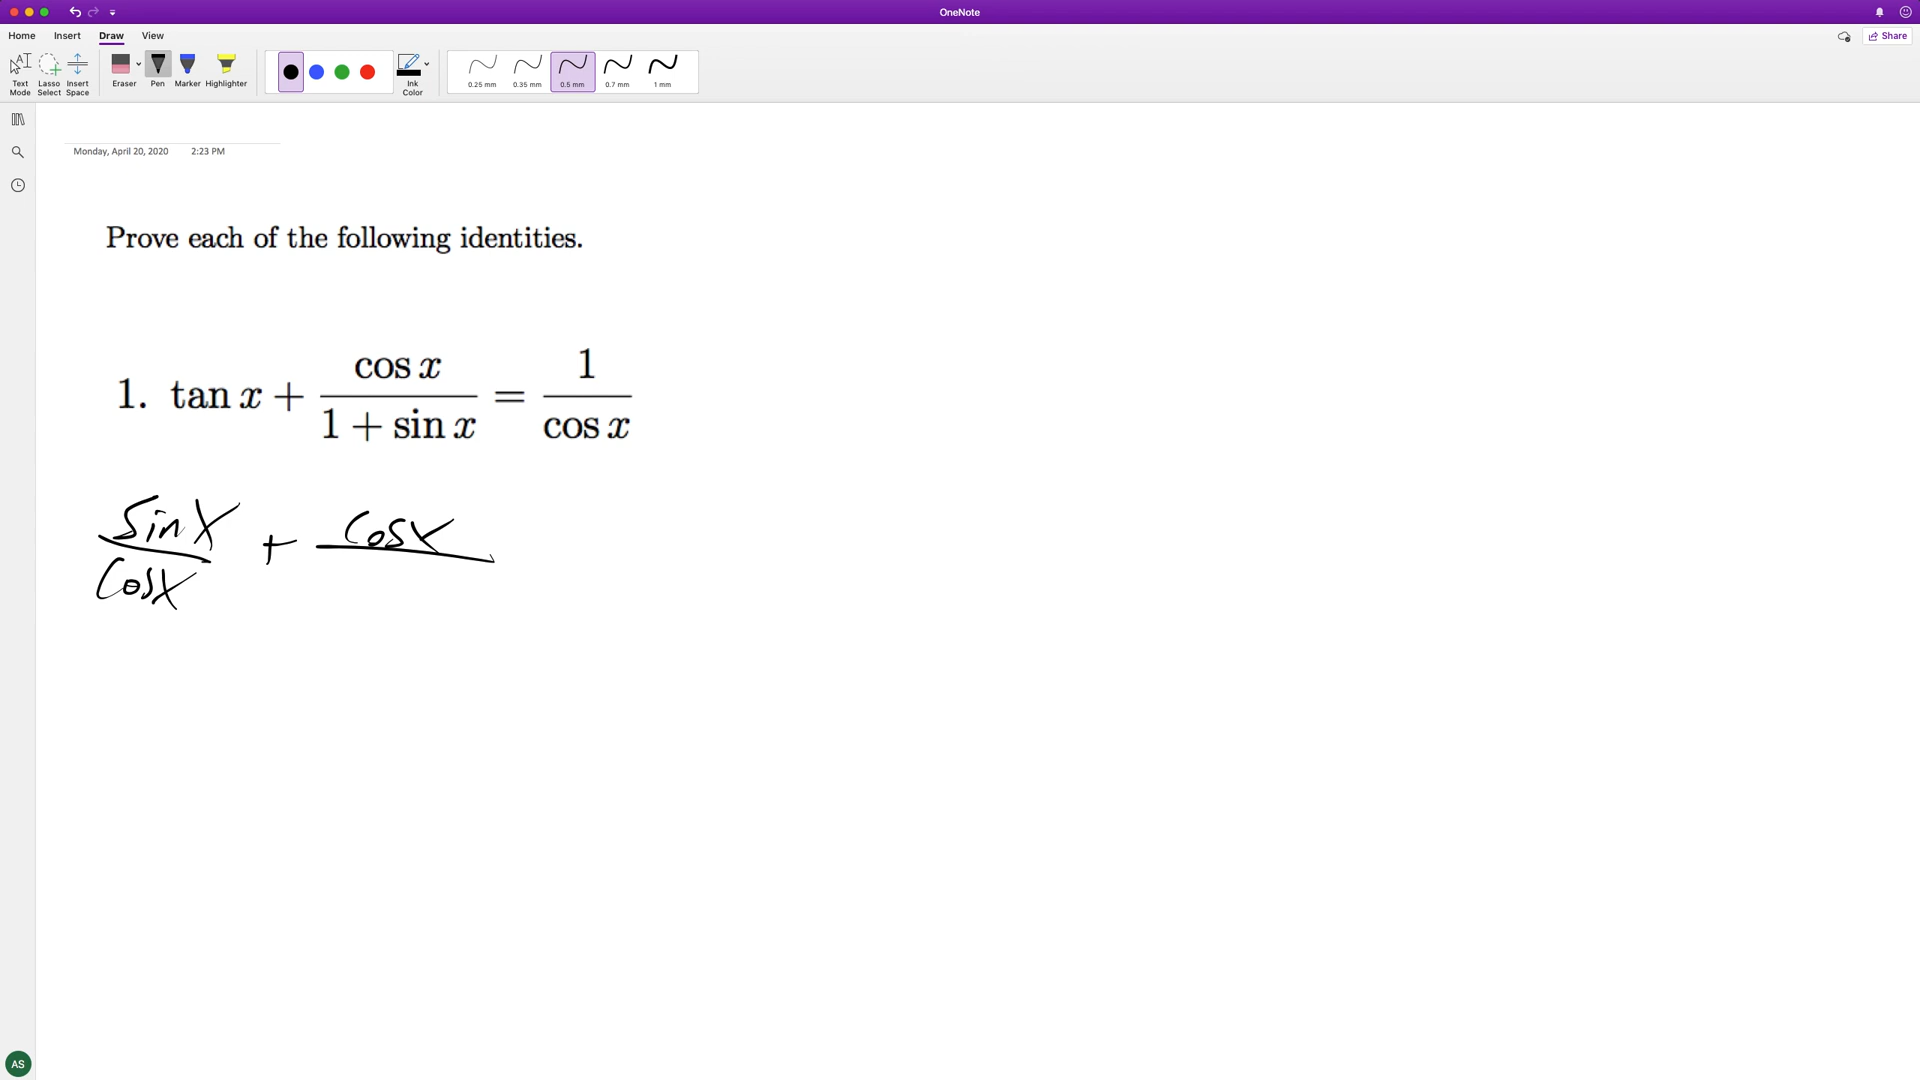 OneNote
Home Insert Draw View
Share
Text Mode Lasso Select Insert Space Eraser Pen Marker Highlighter Ink Color 0.25 mm 0.35 mm 0.5 mm 0.7 mm 1 mm
Monday, April 20, 2020 2:23 PM
Prove each of the following identities.
1. tan x + cos x / (1 + sin x) = 1 / cos x
sin x / cos x + cos x /
AS